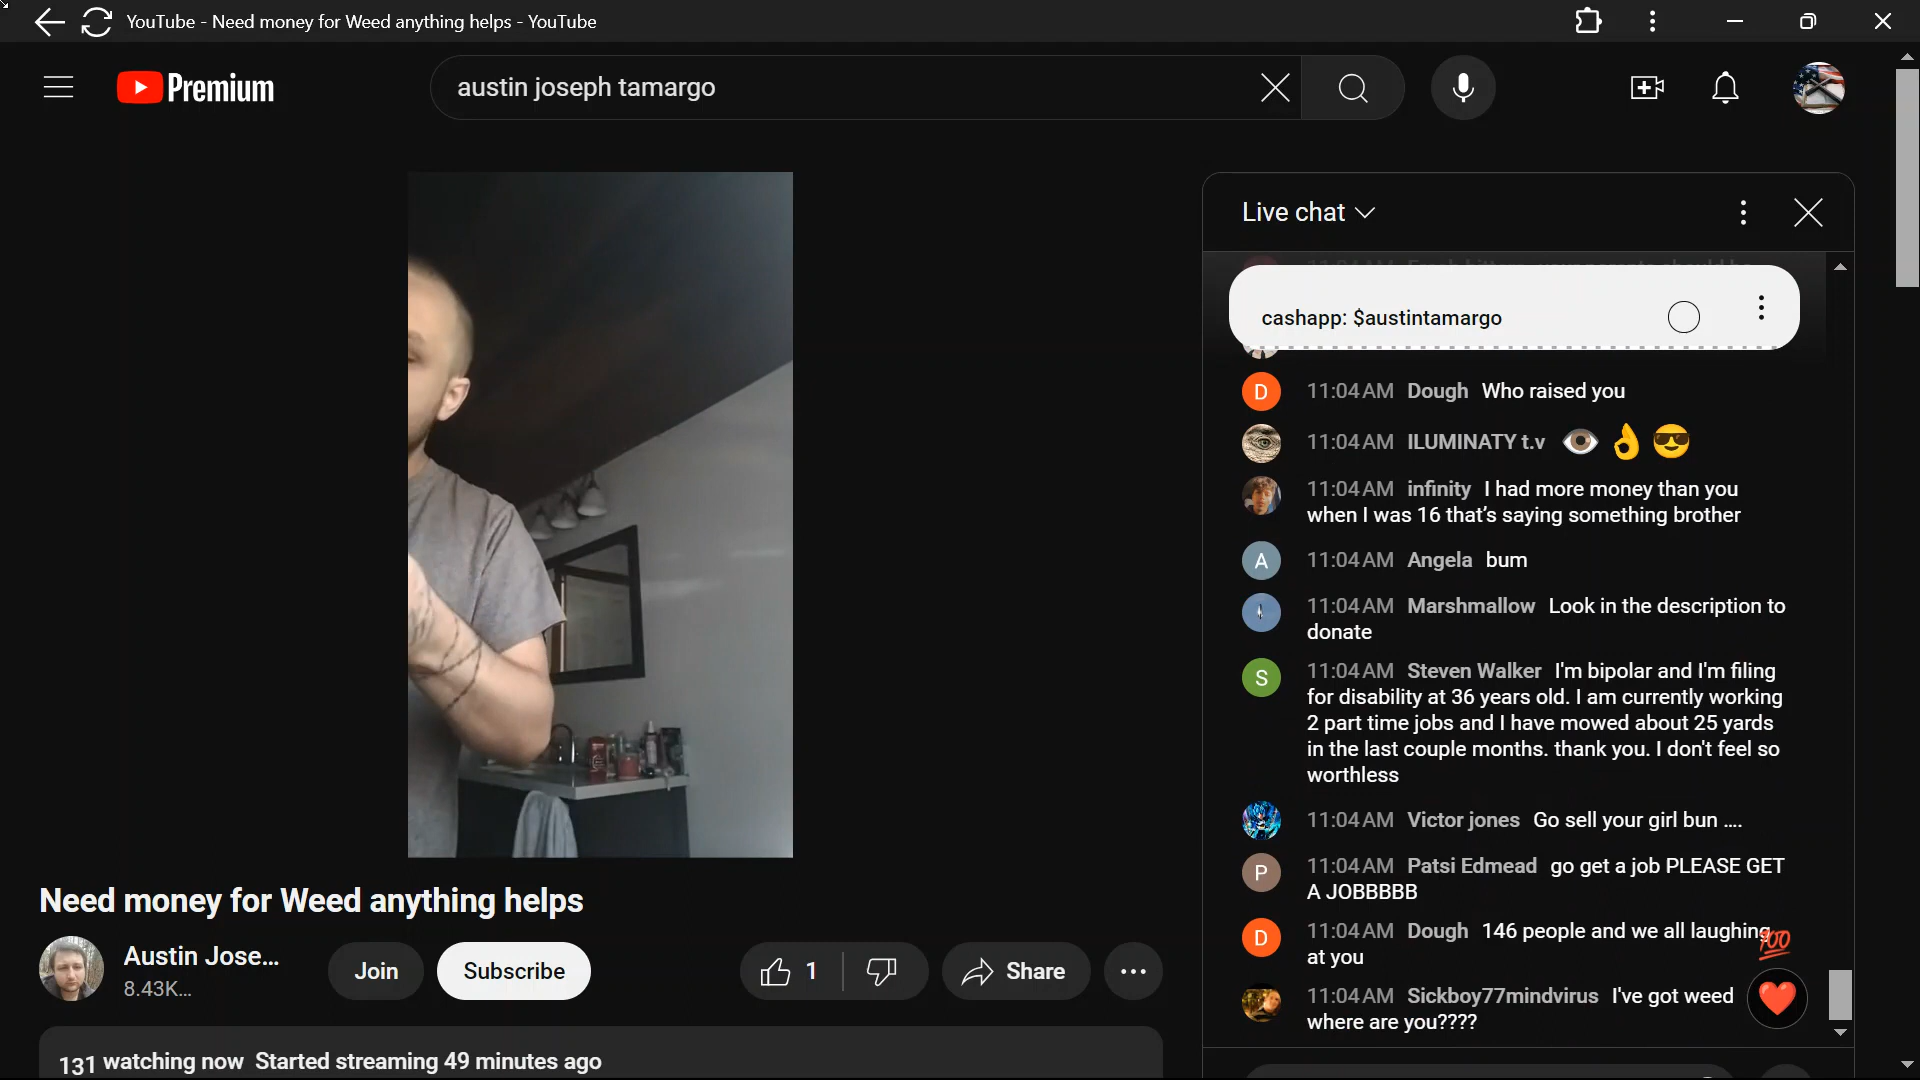 YouTube - Need money for Weed anything helps - YouTube
Premium
austin joseph tamargo
Live chat
cashapp: $austintamargo
D 11:04 AM Dough Who raised you
11:04 AM ILUMINATY t.v 👁️ 👌 😎
11:04 AM infinity I had more money than you
when I was 16 that's saying something brother
A 11:04 AM Angela bum
11:04 AM Marshmallow Look in the description to
donate
S 11:04 AM Steven Walker I'm bipolar and I'm filing
for disability at 36 years old. I am currently working
2 part time jobs and I have mowed about 25 yards
in the last couple months. thank you. I don't feel so
worthless
11:04 AM Victor jones Go sell your girl bun ....
P 11:04 AM Patsi Edmead go get a job PLEASE GET
A JOBBBBB
D 11:04 AM Dough 146 people and we all laughing
at you
💯
11:04 AM Sickboy77mindvirus I've got weed
where are you????
Need money for Weed anything helps
Austin Jose...
8.43K...
Join
Subscribe
1
Share
131 watching now Started streaming 49 minutes ago